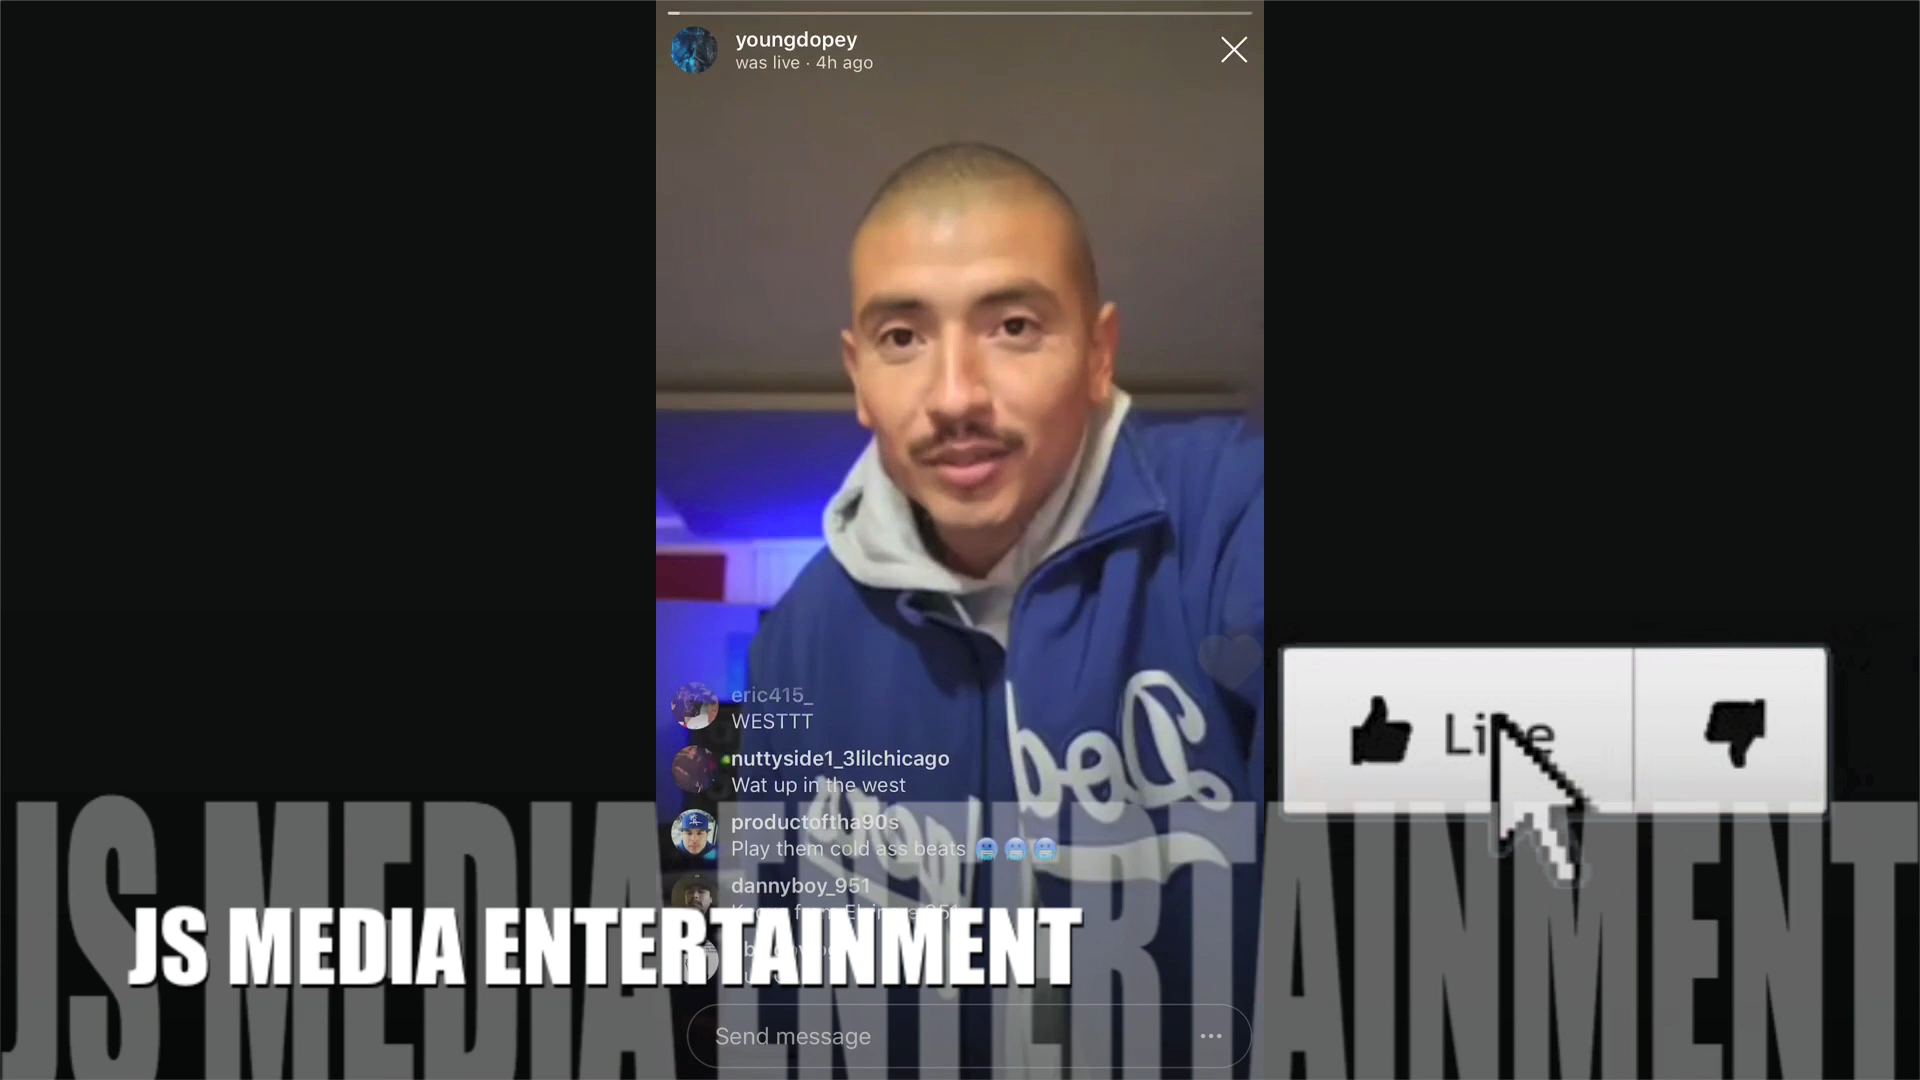 youngdopey
was live · 4h ago
eric415_
WESTTT
nuttyside1_3lilchicago
Wat up in the west
productoftha90s
Play them cold ass beats 🥶🥶🥶
dannyboy_951
JS MEDIA ENTERTAINMENT
JS MEDIA ENTERTAINMENT
Send message
Like